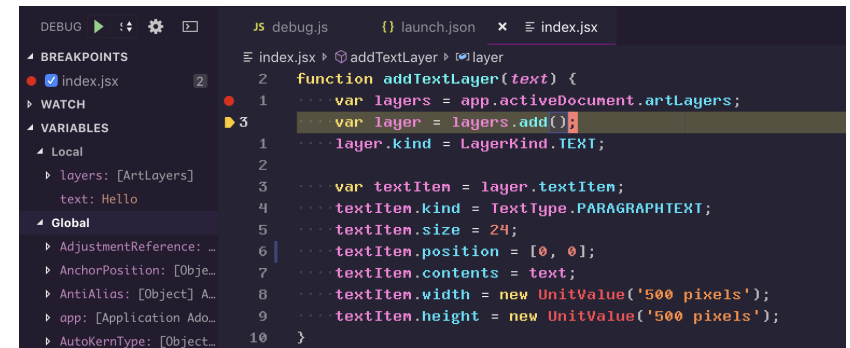 DEBUG
JS debug.js {} launch.json × index.jsx
BREAKPOINTS
index.jsx 2
WATCH
VARIABLES
Local
layers: [ArtLayers]
text: Hello
Global
AdjustmentReference: …
AnchorPosition: [Obje…
AntiAlias: [Object] A…
app: [Application Ado…
AutoKernType: [Object…
index.jsx addTextLayer layer
2 function addTextLayer(text) {
1 ····var layers = app.activeDocument.artLayers;
3 ····var layer = layers.add();
1 ····layer.kind = LayerKind.TEXT;
2
3 ····var textItem = layer.textItem;
4 ····textItem.kind = TextType.PARAGRAPHTEXT;
5 ····textItem.size = 24;
6 ····textItem.position = [0, 0];
7 ····textItem.contents = text;
8 ····textItem.width = new UnitValue('500 pixels');
9 ····textItem.height = new UnitValue('500 pixels');
10 }